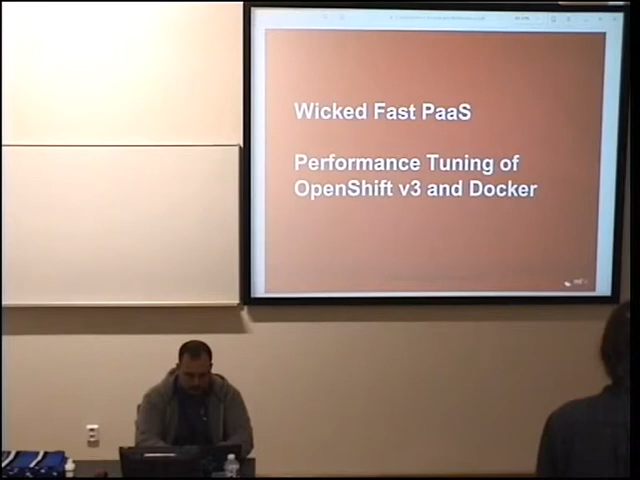 Wicked Fast PaaS
Performance Tuning of
OpenShift v3 and Docker